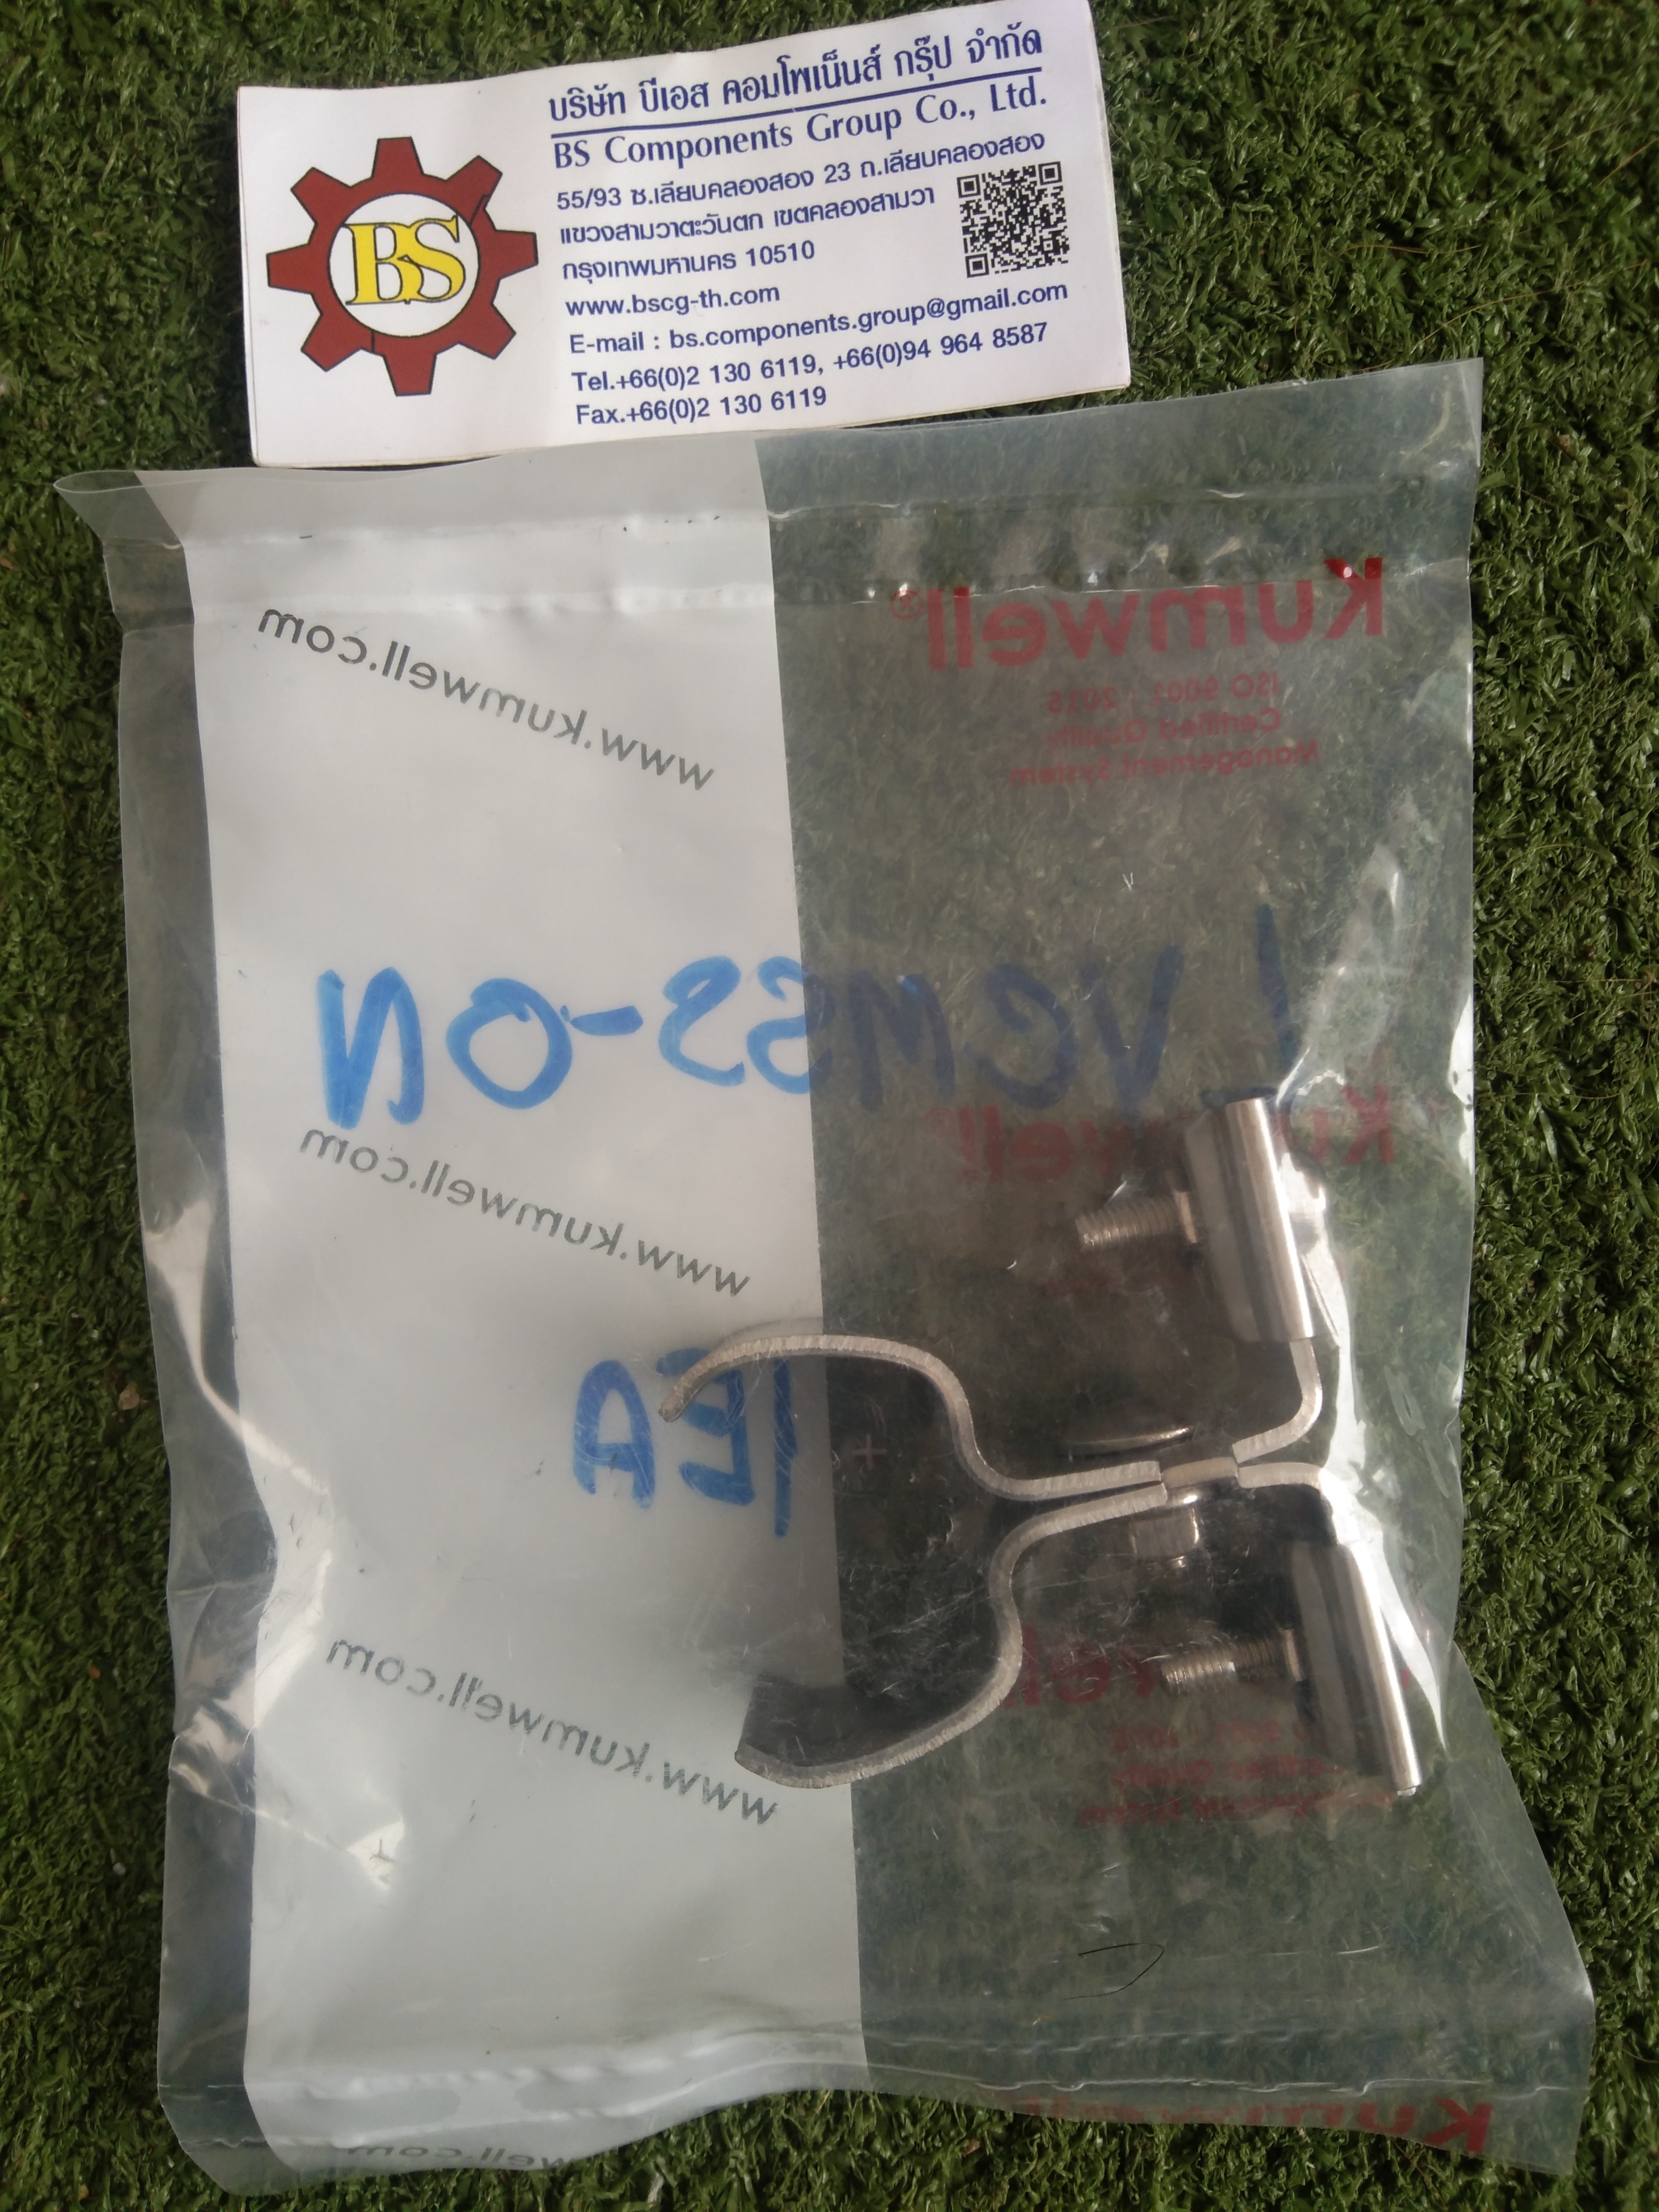 บริษัท บีเอส คอมโพเน็นส์ กรุ๊ป จำกัด
BS Components Group Co., Ltd.
55/93 ซ.เลียบคลองสอง 23 ถ.เลียบคลองสอง
แขวงสามวาตะวันตก เขตคลองสามวา
กรุงเทพมหานคร 10510
www.bscg-th.com
E-mail : bs.components.group@gmail.com
Tel.+66(0)2 130 6119, +66(0)94 964 8587
Fax.+66(0)2 130 6119
BS
Kumwell®
ISO 9001 : 2015
Certified Quality
Management System
www.kumwell.com
LVCMSS-ON
Kumwell®
www.kumwell.com
1EA
www.kumwell.com
Quality
System
Kumwell